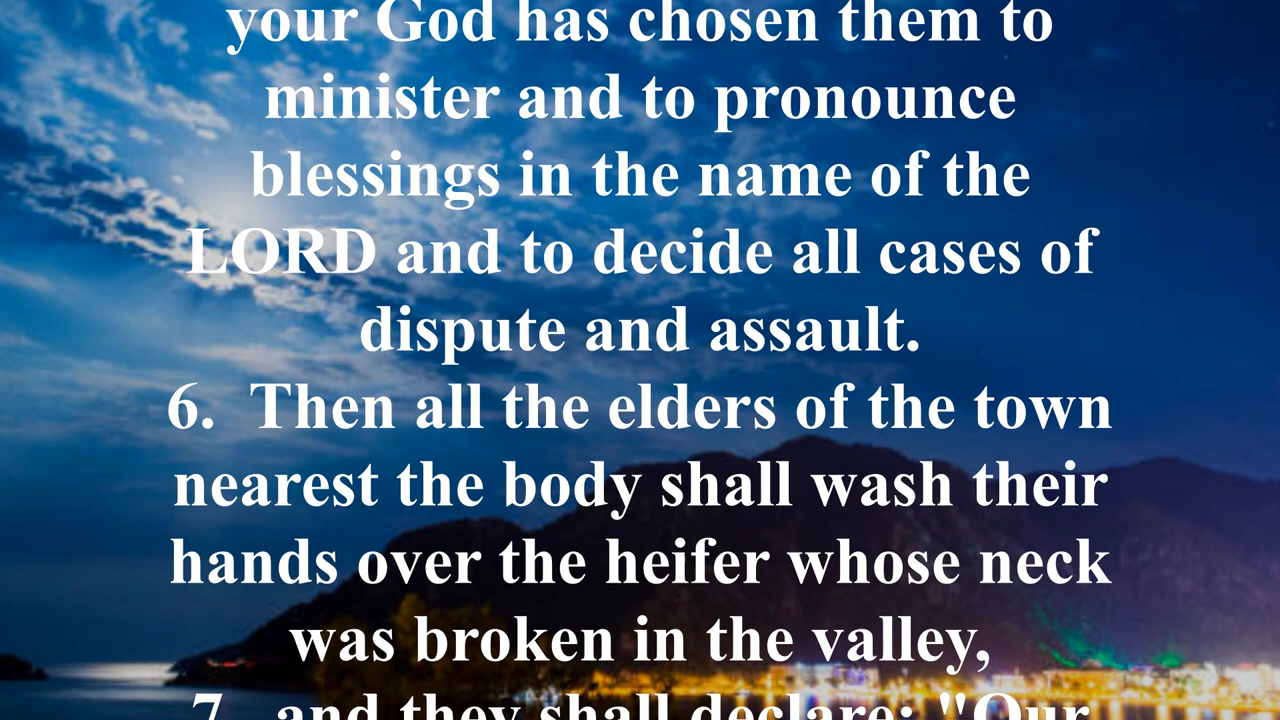 your God has chosen them to
minister and to pronounce
blessings in the name of the
LORD and to decide all cases of
dispute and assault.
6. Then all the elders of the town
nearest the body shall wash their
hands over the heifer whose neck
was broken in the valley,
7. and they shall declare: "Our